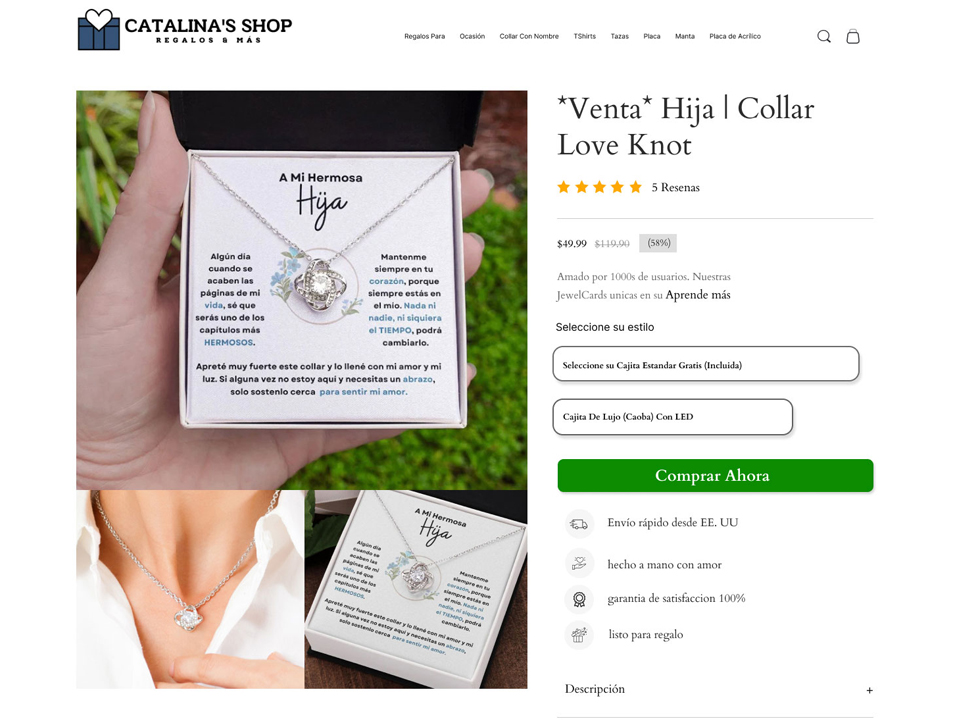 CATALINA'S SHOP
REGALOS & MÁS
Regalos Para Ocasión Collar Con Nombre TShirts Tazas Placa Manta Placa de Acrílico
A Mi Hermosa
Hija
Algún día
cuando se
acaben las
páginas de mi
vida, sé que
serás uno de los
capítulos más
HERMOSOS.
Mantenme
siempre en tu
corazón, porque
siempre estás en
el mío. Nada ni
nadie, ni siquiera
el TIEMPO, podrá
cambiarlo.
Apreté muy fuerte este collar y lo llené con mi amor y mi
luz. Si alguna vez no estoy aquí y necesitas un abrazo,
solo sostenlo cerca para sentir mi amor.
A Mi Hermosa
Hija
Algún día
cuando se
acaben las
páginas de mi
vida, sé que
serás uno de los
capítulos más
HERMOSOS.
Mantenme
siempre en tu
corazón, porque
siempre estás en
el mío. Nada ni
nadie, ni siquiera
el TIEMPO, podrá
cambiarlo.
Apreté muy fuerte este collar y lo llené con mi amor y mi
luz. Si alguna vez no estoy aquí y necesitas un abrazo,
solo sostenlo cerca para sentir mi amor.
*Venta* Hija | Collar
Love Knot
5 Resenas
$49.99 $119,90 (58%)
Amado por 1000s de usuarios. Nuestras
JewelCards unicas en su Aprende más
Seleccione su estilo
Seleccione su Cajita Estandar Gratis (Incluida)
Cajita De Lujo (Caoba) Con LED
Comprar Ahora
Envío rápido desde EE. UU
hecho a mano con amor
garantia de satisfaccion 100%
listo para regalo
Descripción +